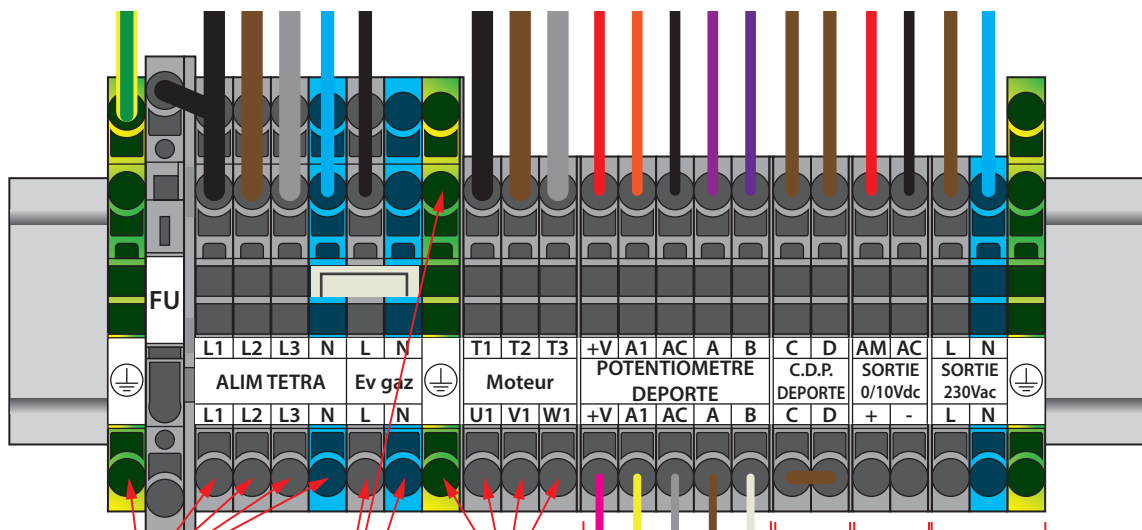 FU
L1 L2 L3 N L N T1 T2 T3 +V A1 AC A B C D AM AC L N
ALIM TETRA
Ev gaz
Moteur
POTENTIOMETRE
DEPORTE
C.D.P.
DEPORTE
SORTIE
0/10Vdc
SORTIE
230Vac
L1 L2 L3 N L N U1 V1 W1 +V A1 AC A B C D + - L N